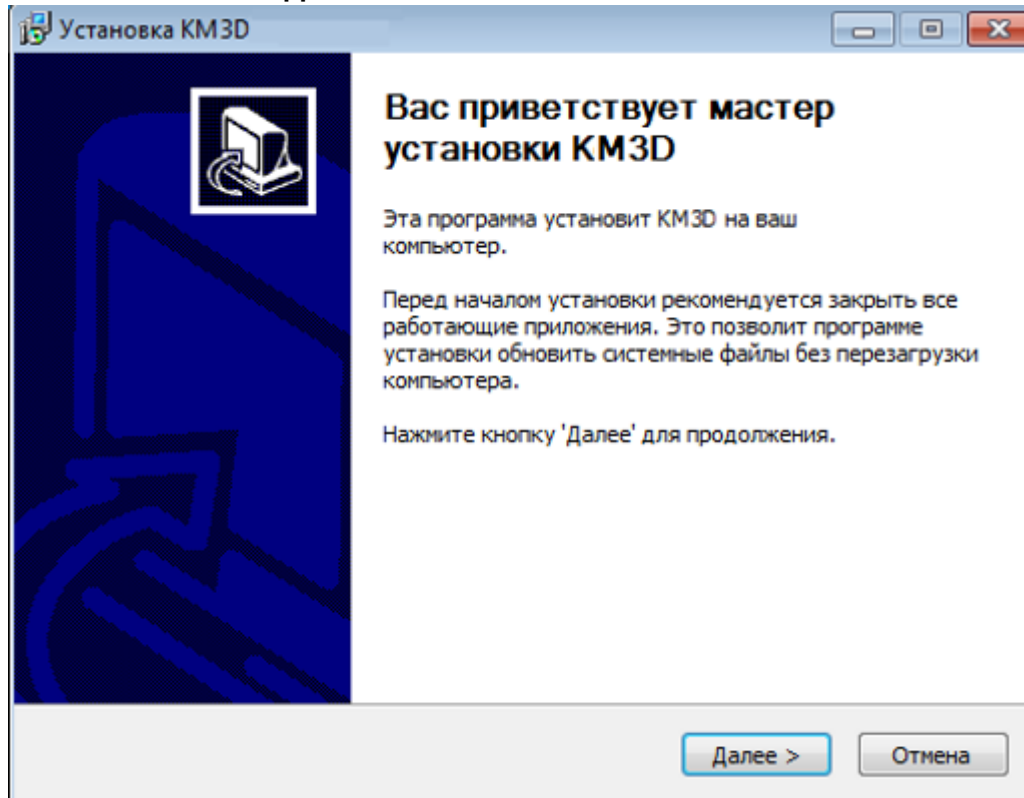 Установка KM3D
Вас приветствует мастер
установки KM3D
Эта программа установит KM3D на ваш
компьютер.
Перед началом установки рекомендуется закрыть все
работающие приложения. Это позволит программе
установки обновить системные файлы без перезагрузки
компьютера.
Нажмите кнопку 'Далее' для продолжения.
Далее >
Отмена